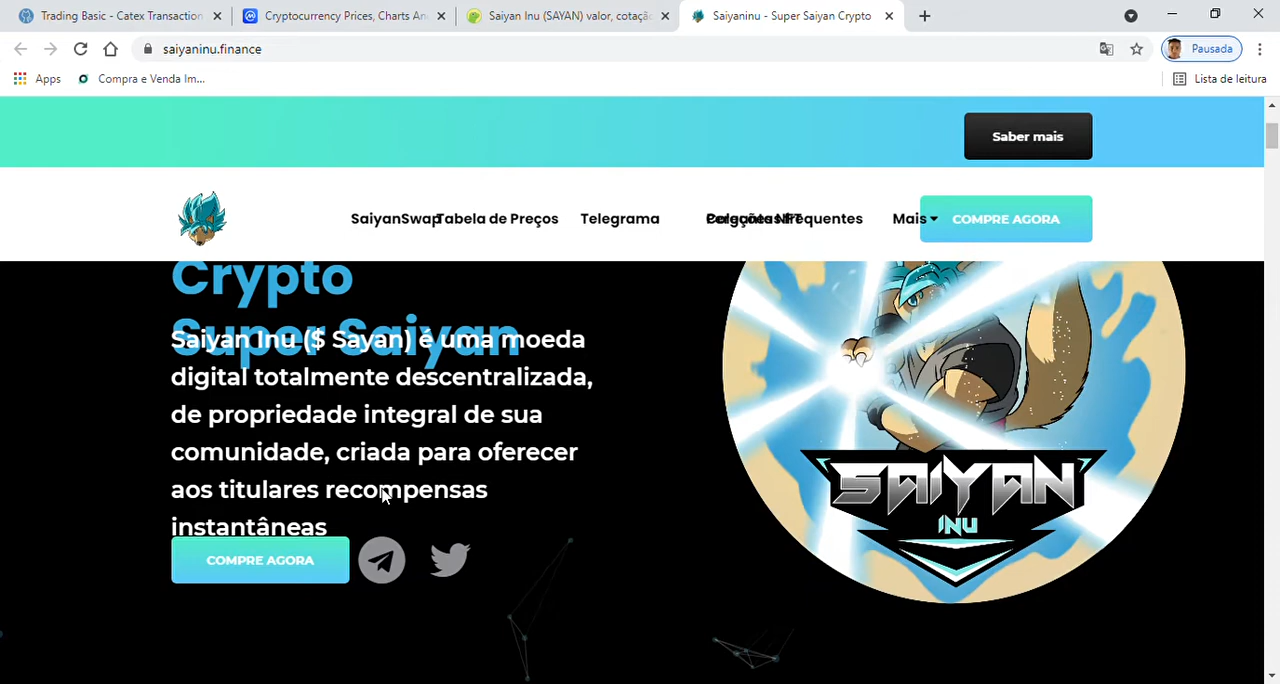 Trading Basic - Catex Transaction
Cryptocurrency Prices, Charts An
Saiyan Inu (SAYAN) valor, cotaçã
Saiyaninu - Super Saiyan Crypto
saiyaninu.finance
Pausada
Apps
Compra e Venda Im...
Lista de leitura
Saber mais
SaiyanSwap
Tabela de Preços
Telegrama
Mais
COMPRE AGORA
Crypto
Super Saiyan
Saiyan Inu ($ Sayan) é uma moeda
digital totalmente descentralizada,
de propriedade integral de sua
comunidade, criada para oferecer
aos titulares recompensas
instantâneas
COMPRE AGORA
SAIYAN
INU